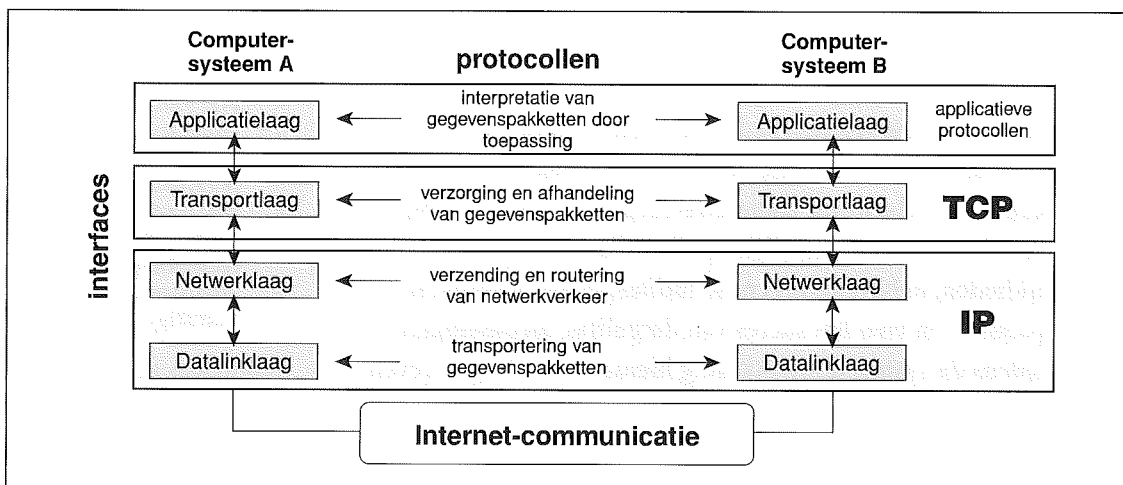 Computer-
systeem A
protocollen
Computer-
systeem B
interfaces
Applicatielaag
interpretatie van
gegevenspakketten door
toepassing
Applicatielaag
applicatieve
protocollen
Transportlaag
verzorging en afhandeling
van gegevenspakketten
Transportlaag
TCP
Netwerklaag
verzending en routering
van netwerkverkeer
Netwerklaag
IP
Datalinklaag
transportering van
gegevenspakketten
Datalinklaag
Internet-communicatie